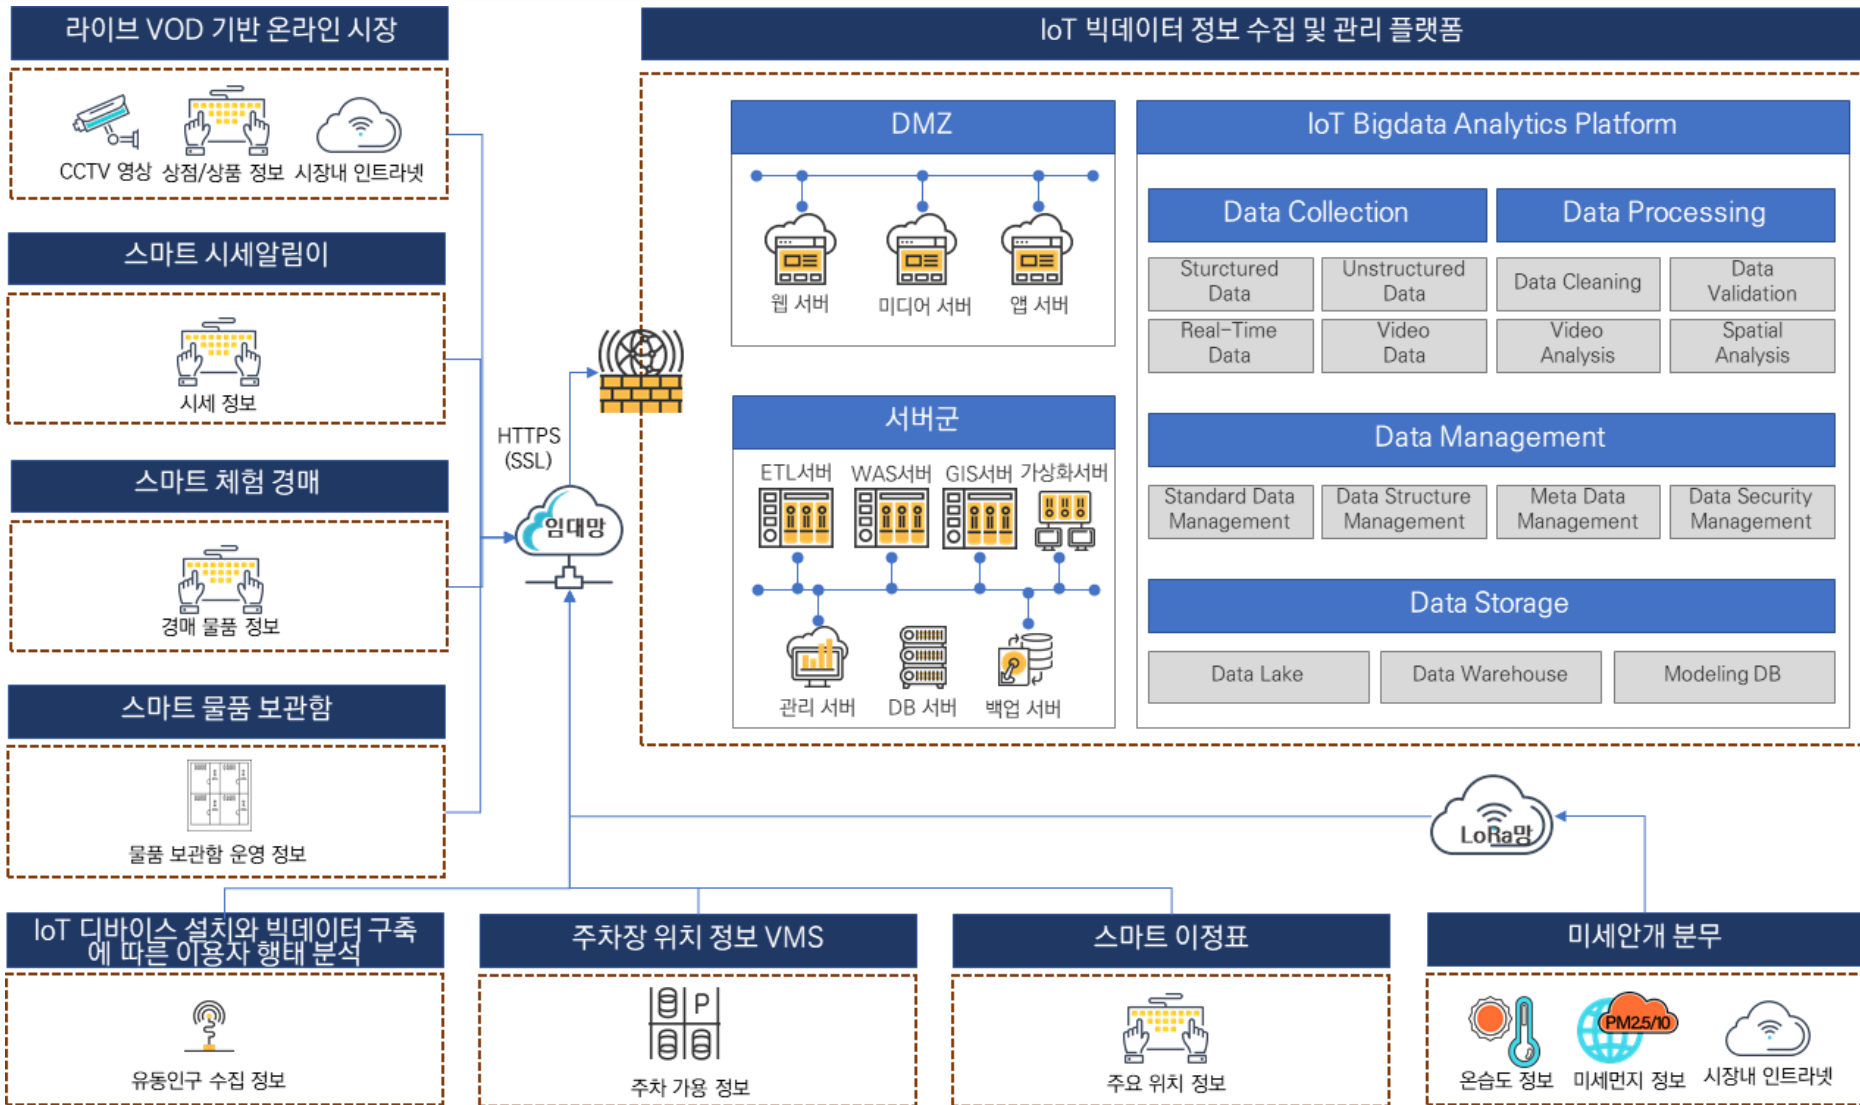 라이브 VOD 기반 온라인 시장
CCTV 영상
상점/상품 정보
시장내 인트라넷
스마트 시세알림이
시세 정보
스마트 체험 경매
경매 물품 정보
스마트 물품 보관함
물품 보관함 운영 정보
HTTPS
(SSL)
임대망
IoT 빅데이터 정보 수집 및 관리 플랫폼
DMZ
웹 서버
미디어 서버
앱 서버
서버군
ETL서버
WAS서버
GIS서버
가상화서버
관리 서버
DB 서버
백업 서버
IoT Bigdata Analytics Platform
Data Collection
Data Processing
Sturctured
Data
Unstructured
Data
Data Cleaning
Data
Validation
Real-Time
Data
Video
Data
Video
Analysis
Spatial
Analysis
Data Management
Standard Data
Management
Data Structure
Management
Meta Data
Management
Data Security
Management
Data Storage
Data Lake
Data Warehouse
Modeling DB
LoRa망
IoT 디바이스 설치와 빅데이터 구축
에 따른 이용자 행태 분석
유동인구 수집 정보
주차장 위치 정보 VMS
P
주차 가용 정보
스마트 이정표
주요 위치 정보
미세안개 분무
PM2.5/10
온습도 정보
미세먼지 정보
시장내 인트라넷